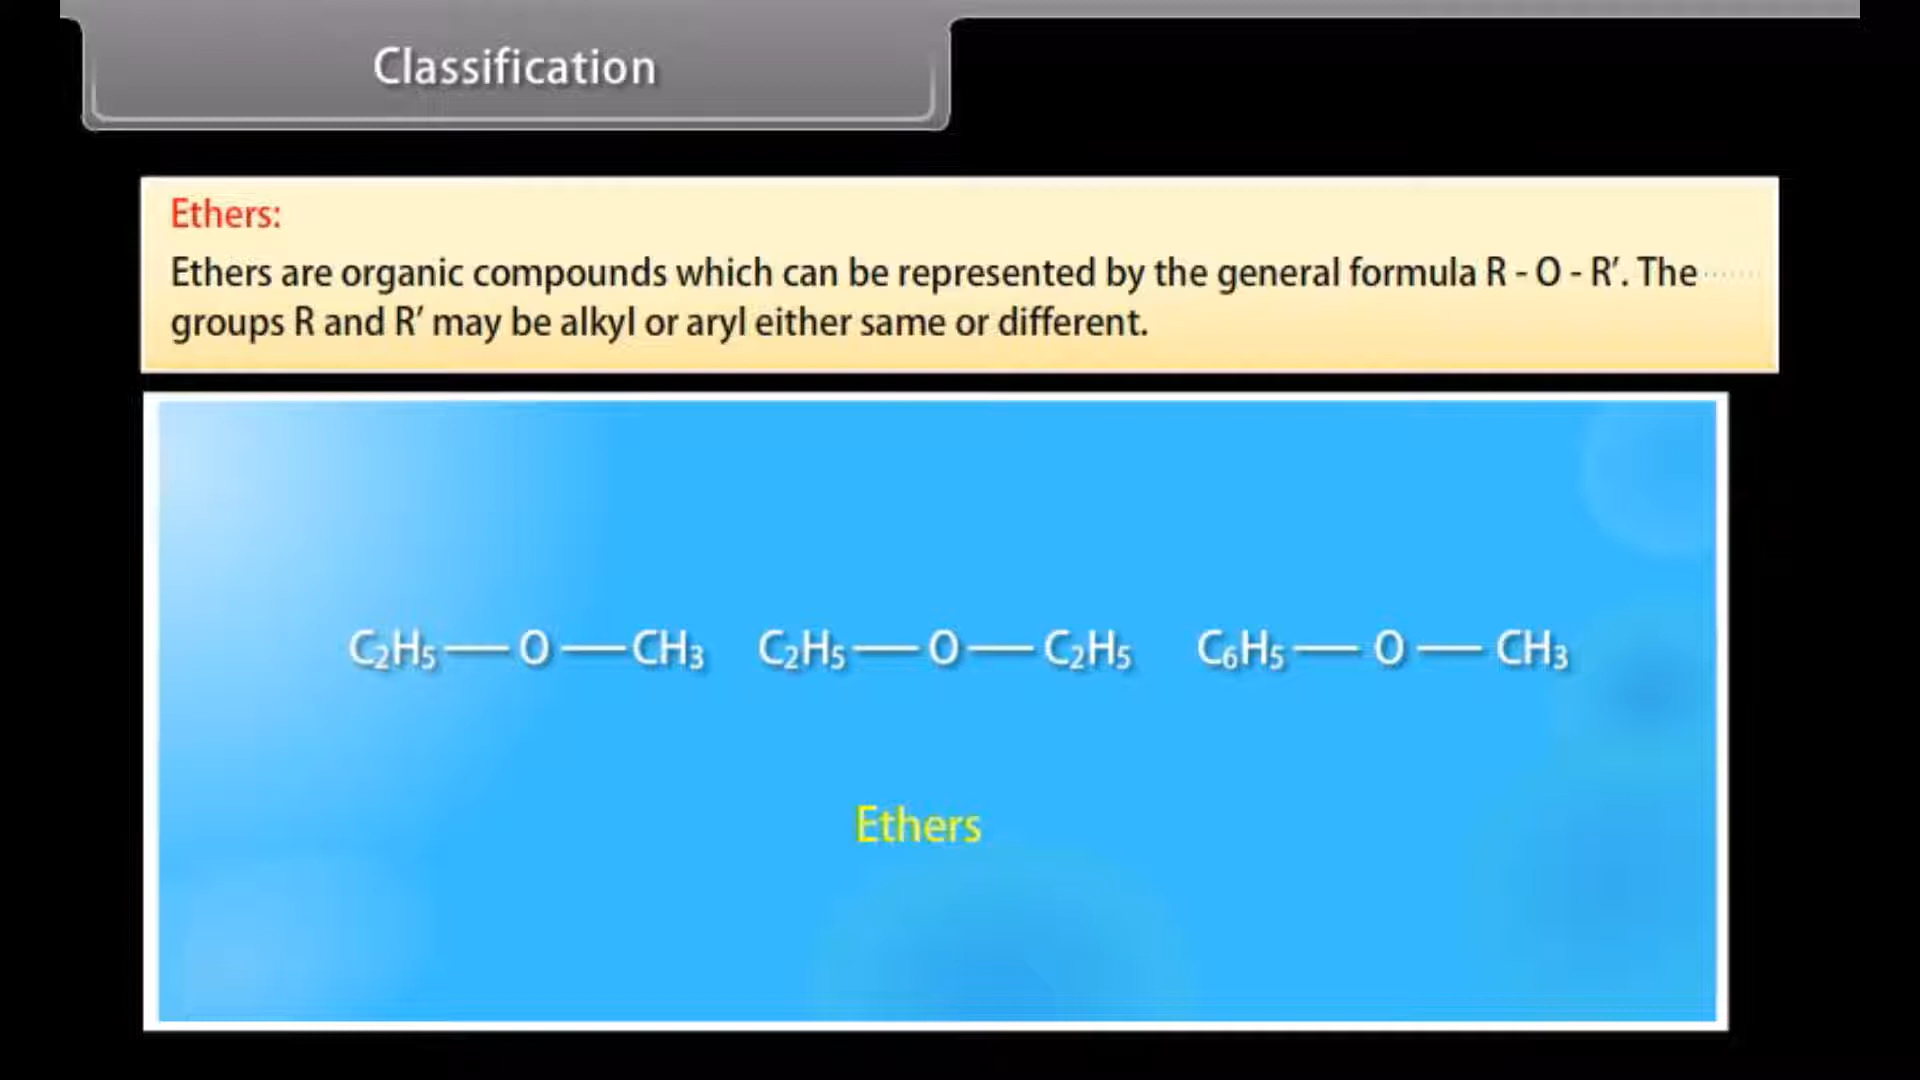 Classification
Ethers:
Ethers are organic compounds which can be represented by the general formula R - O - R′. The
groups R and R′ may be alkyl or aryl either same or different.
C₂H₅—O—CH₃ C₂H₅—O—C₂H₅ C₆H₅—O—CH₃
Ethers